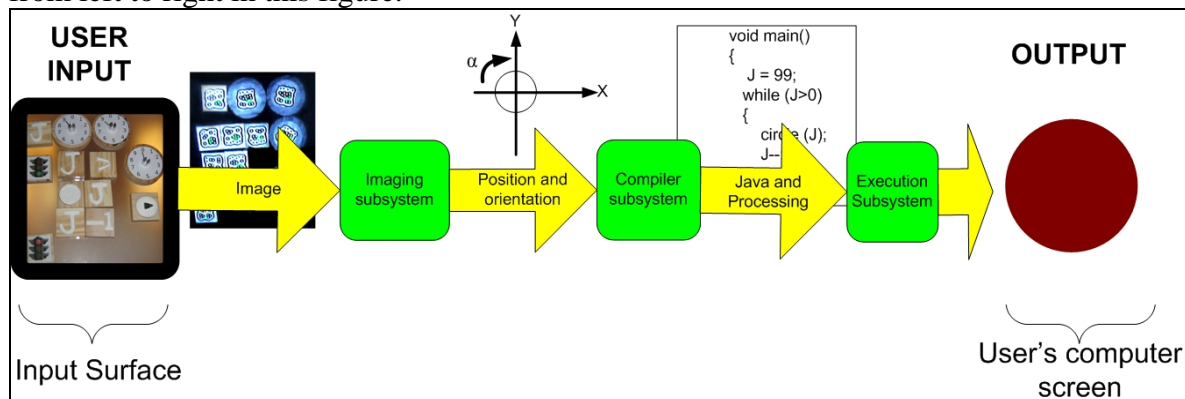 from left to right in this figure.
USER
INPUT
Y
α
X
void main()
{
J = 99;
while (J>0)
{
circle (J);
J--
OUTPUT
Image
Imaging
subsystem
Position and
orientation
Compiler
subsystem
Java and
Processing
Execution
Subsystem
Input Surface
User's computer
screen